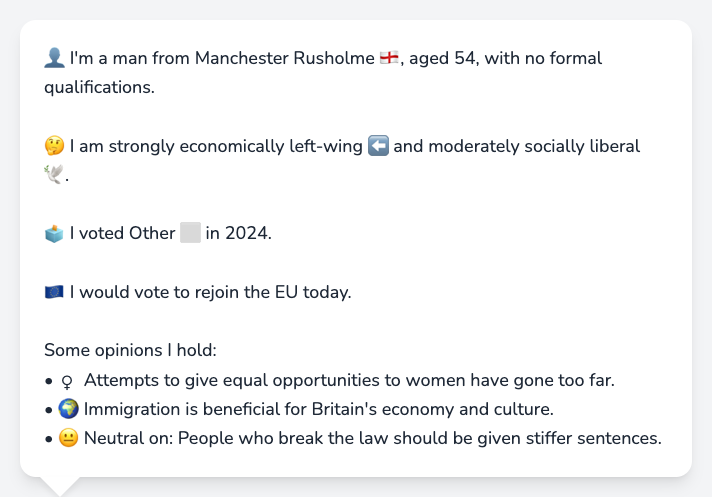 👤 I'm a man from Manchester Rusholme 🏴󠁧󠁢󠁥󠁮󠁧󠁿, aged 54, with no formal
qualifications.
🤔 I am strongly economically left-wing ⬅️ and moderately socially liberal
🕊️.
🗳️ I voted Other ⬜ in 2024.
🇪🇺 I would vote to rejoin the EU today.
Some opinions I hold:
• ♀ Attempts to give equal opportunities to women have gone too far.
• 🌍 Immigration is beneficial for Britain's economy and culture.
• 😐 Neutral on: People who break the law should be given stiffer sentences.